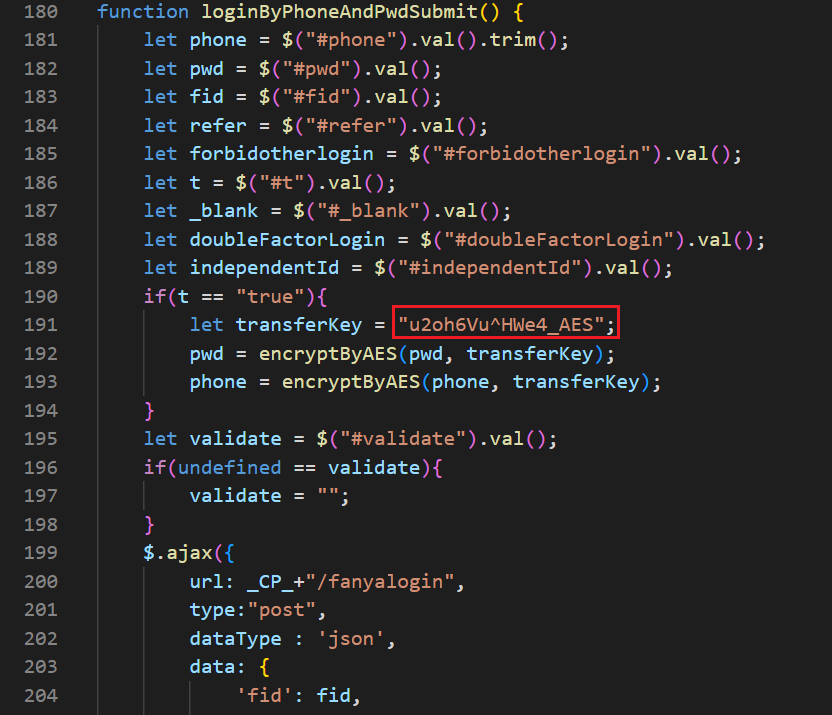 180 function loginByPhoneAndPwdSubmit() {
181 let phone = $("#phone").val().trim();
182 let pwd = $("#pwd").val();
183 let fid = $("#fid").val();
184 let refer = $("#refer").val();
185 let forbidotherlogin = $("#forbidotherlogin").val();
186 let t = $("#t").val();
187 let _blank = $("#_blank").val();
188 let doubleFactorLogin = $("#doubleFactorLogin").val();
189 let independentId = $("#independentId").val();
190 if(t == "true"){
191 let transferKey = "u2oh6Vu^HWe4_AES";
192 pwd = encryptByAES(pwd, transferKey);
193 phone = encryptByAES(phone, transferKey);
194 }
195 let validate = $("#validate").val();
196 if(undefined == validate){
197 validate = "";
198 }
199 $.ajax({
200 url: _CP_+"/fanyalogin",
201 type:"post",
202 dataType : 'json',
203 data: {
204 'fid': fid,